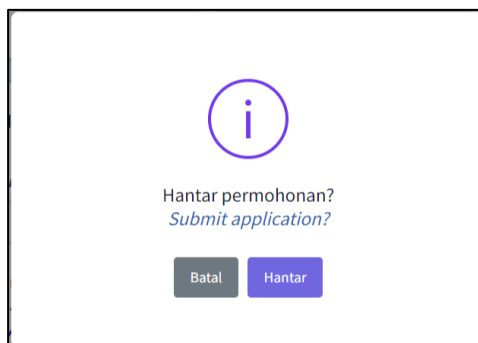 i
Hantar permohonan?
Submit application?
Batal Hantar